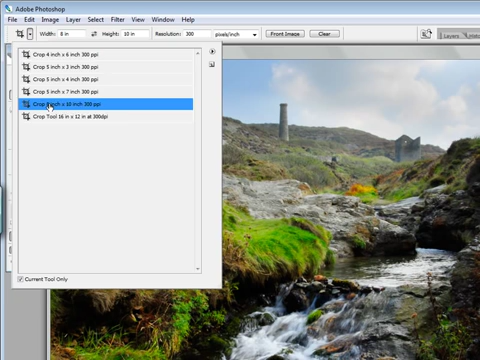 Adobe Photoshop
File Edit Image Layer Select Filter View Window Help
Width: 8 in Height: 10 in Resolution: 300 pixels/inch Front Image Clear
Layers
Crop 4 inch x 6 inch 300 ppi
Crop 5 inch x 3 inch 300 ppi
Crop 5 inch x 4 inch 300 ppi
Crop 5 inch x 7 inch 300 ppi
Crop inch x 10 inch 300 ppi
Crop Tool 16 in x 12 in at 300dpi
Current Tool Only